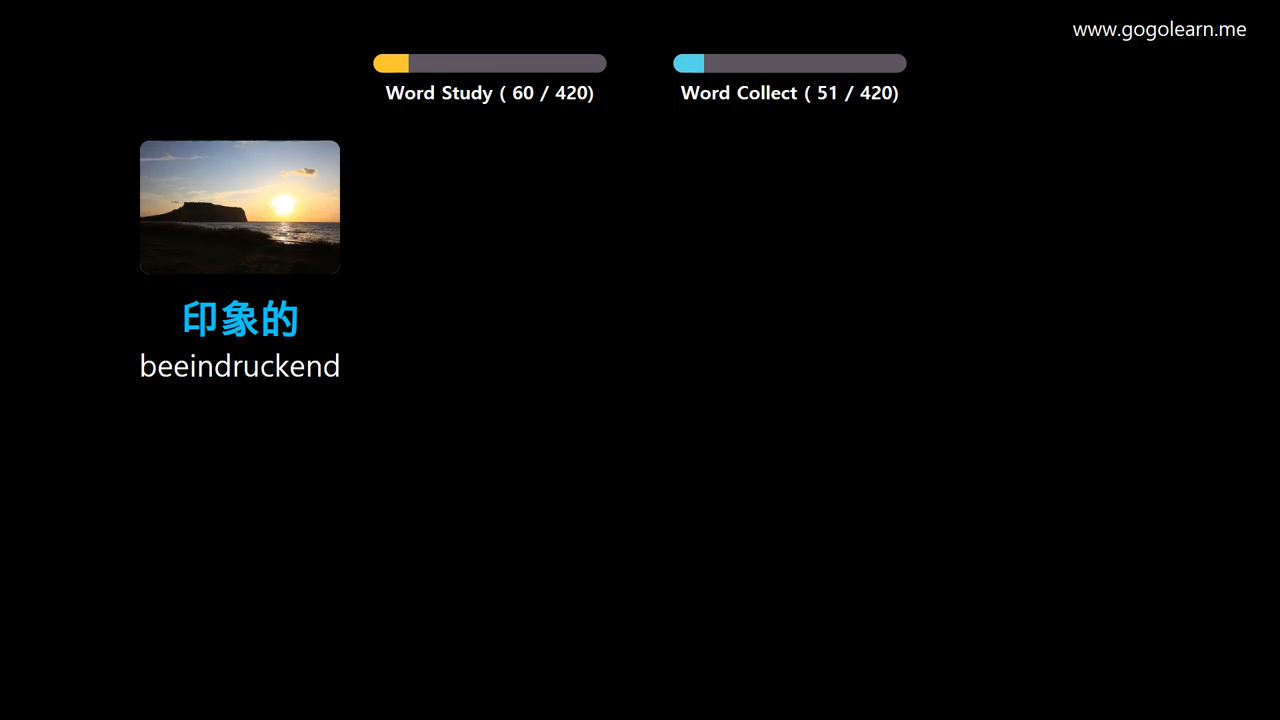 www.gogolearn.me
Word Study ( 60 / 420)
Word Collect ( 51 / 420)
印象的
beeindruckend